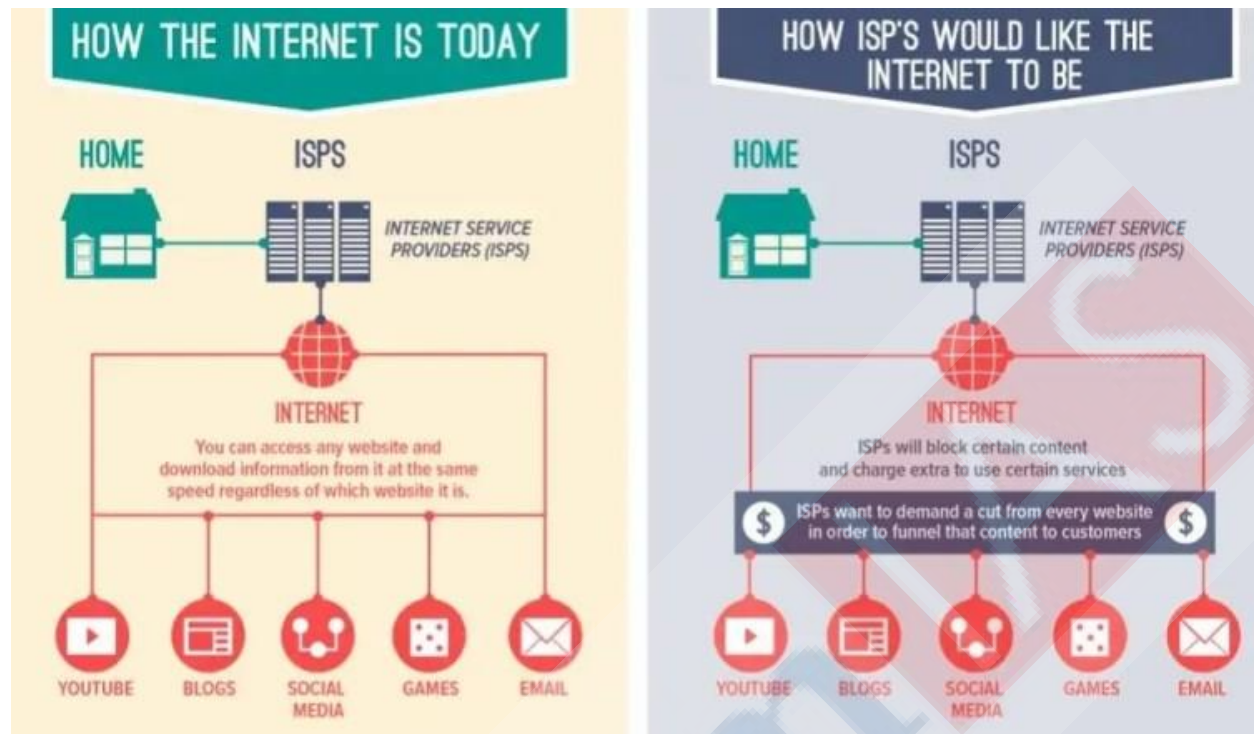 HOW THE INTERNET IS TODAY
HOME
ISPS
INTERNET SERVICE
PROVIDERS (ISPS)
INTERNET
You can access any website and
download information from it at the same
speed regardless of which website it is.
YOUTUBE
BLOGS
SOCIAL
MEDIA
GAMES
EMAIL
HOW ISP'S WOULD LIKE THE
INTERNET TO BE
HOME
ISPS
INTERNET SERVICE
PROVIDERS (ISPS)
INTERNET
ISPs will block certain content
and charge extra to use certain services
$
ISPs want to demand a cut from every website
in order to funnel that content to customers
$
YOUTUBE
BLOGS
SOCIAL
MEDIA
GAMES
EMAIL